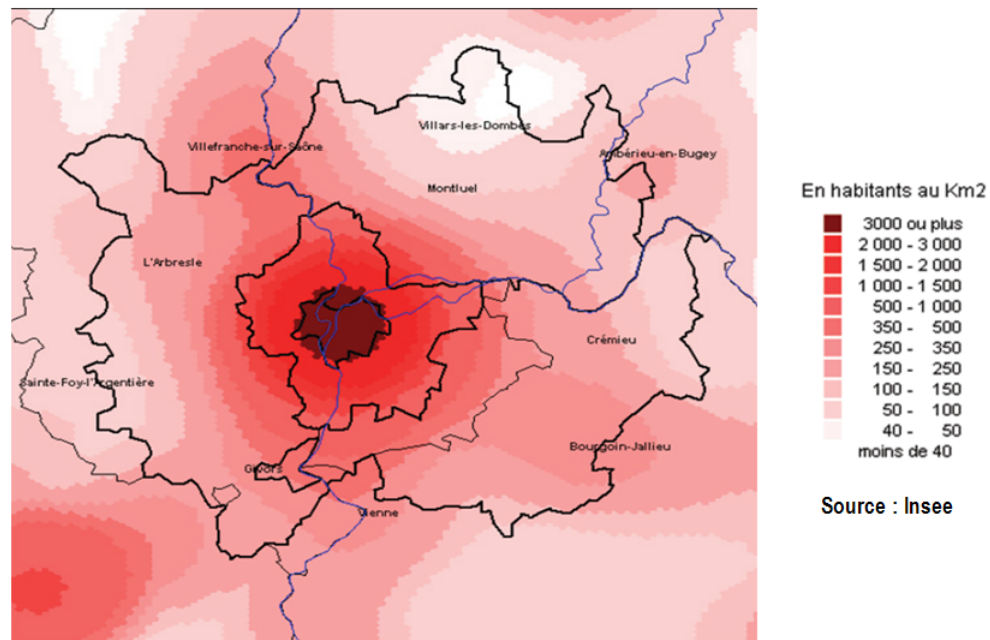 Villars-les-Dombes
Villefranche-sur-Saône
Ambérieu-en-Bugey
Montluel
L'Arbresle
Crémieu
Sainte-Foy-l'Argentière
Bourgoin-Jallieu
Givors
Vienne
En habitants au Km2
3000 ou plus
2 000 - 3 000
1 500 - 2 000
1 000 - 1 500
500 - 1 000
350 - 500
250 - 350
150 - 250
100 - 150
50 - 100
40 - 50
moins de 40
Source : Insee